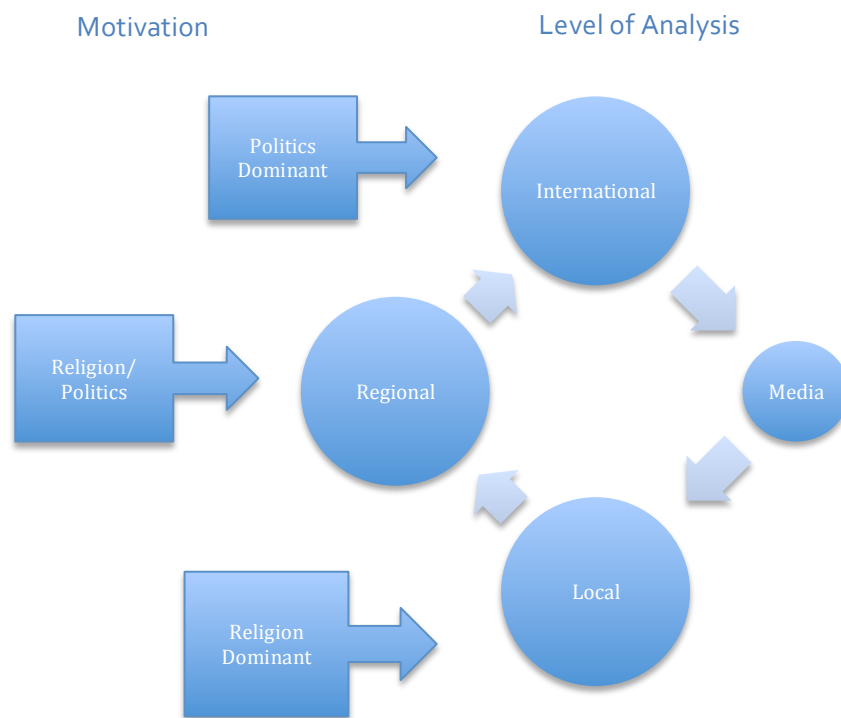 Motivation
Level of Analysis
Politics
Dominant
International
Religion/
Politics
Regional
Media
Local
Religion
Dominant